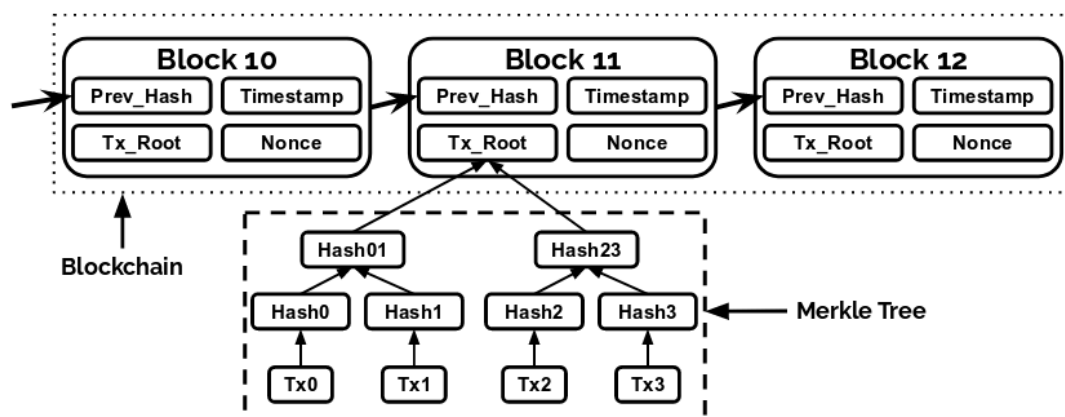 Block 10 Block 11 Block 12
Prev_Hash Timestamp Prev_Hash Timestamp Prev_Hash Timestamp
Tx_Root Nonce Tx_Root Nonce Tx_Root Nonce
Hash01 Hash23
Blockchain
Hash0 Hash1 Hash2 Hash3 Merkle Tree
Tx0 Tx1 Tx2 Tx3